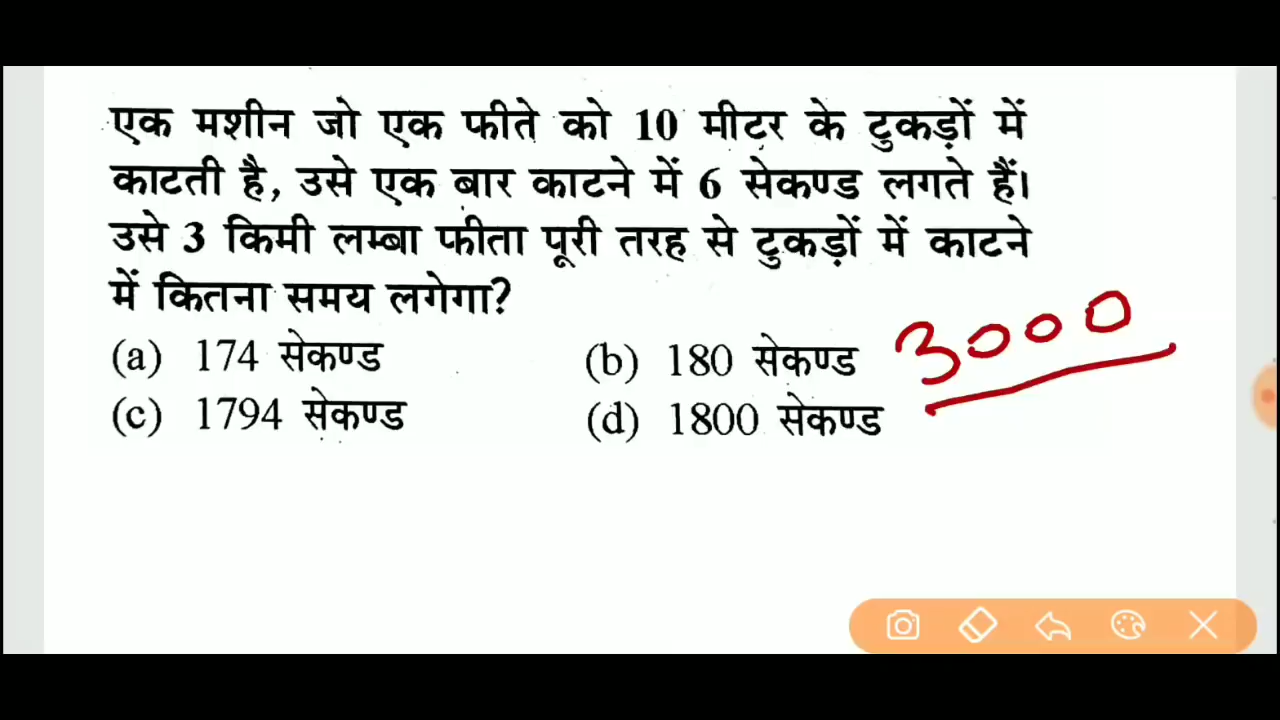 एक मशीन जो एक फीते को 10 मीटर के टुकड़ों में
काटती है, उसे एक बार काटने में 6 सेकण्ड लगते हैं।
उसे 3 किमी लम्बा फीता पूरी तरह से टुकड़ों में काटने
में कितना समय लगेगा?
(a) 174 सेकण्ड (b) 180 सेकण्ड 3000
(c) 1794 सेकण्ड (d) 1800 सेकण्ड